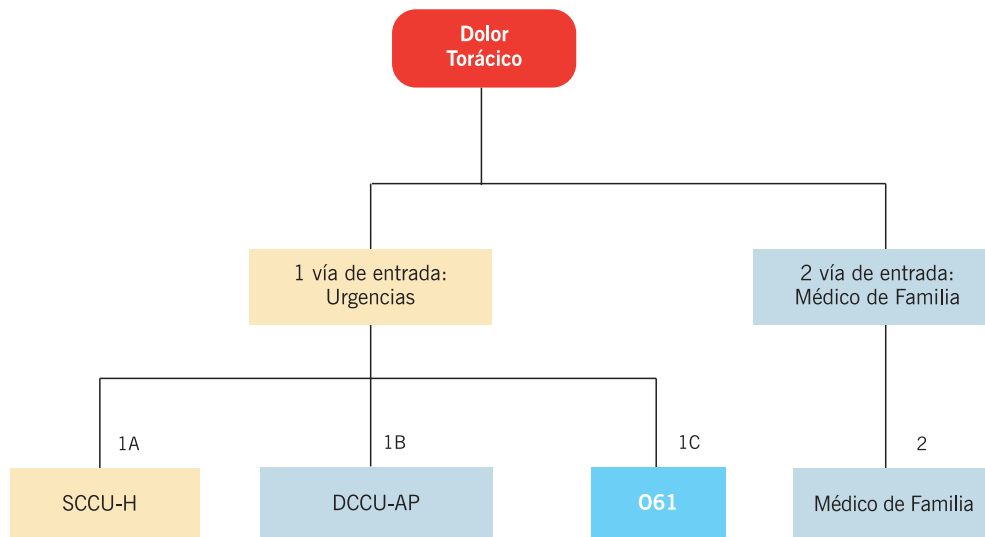 Dolor
Torácico
1 vía de entrada:
Urgencias
2 vía de entrada:
Médico de Familia
1A
1B
1C
2
SCCU-H
DCCU-AP
061
Médico de Familia